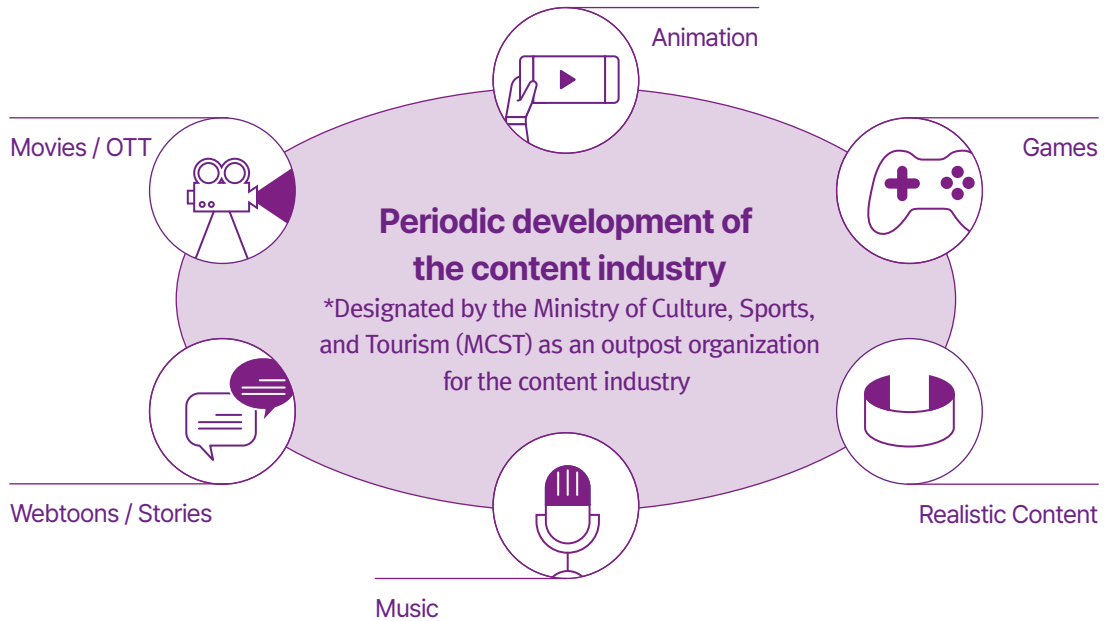 Animation
Movies / OTT
Games
Periodic development of
the content industry
*Designated by the Ministry of Culture, Sports,
and Tourism (MCST) as an outpost organization
for the content industry
Webtoons / Stories
Realistic Content
Music